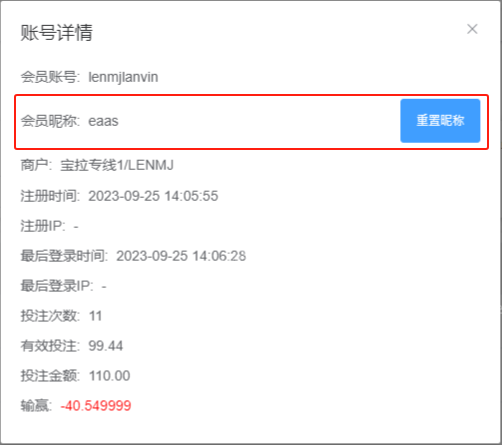 账号详情
会员账号: lenmjlanvin
会员昵称: eaas 重置昵称
商户: 宝拉专线1/LENMJ
注册时间: 2023-09-25 14:05:55
注册IP: -
最后登录时间: 2023-09-25 14:06:28
最后登录IP: -
投注次数: 11
有效投注: 99.44
投注金额: 110.00
输赢: -40.549999